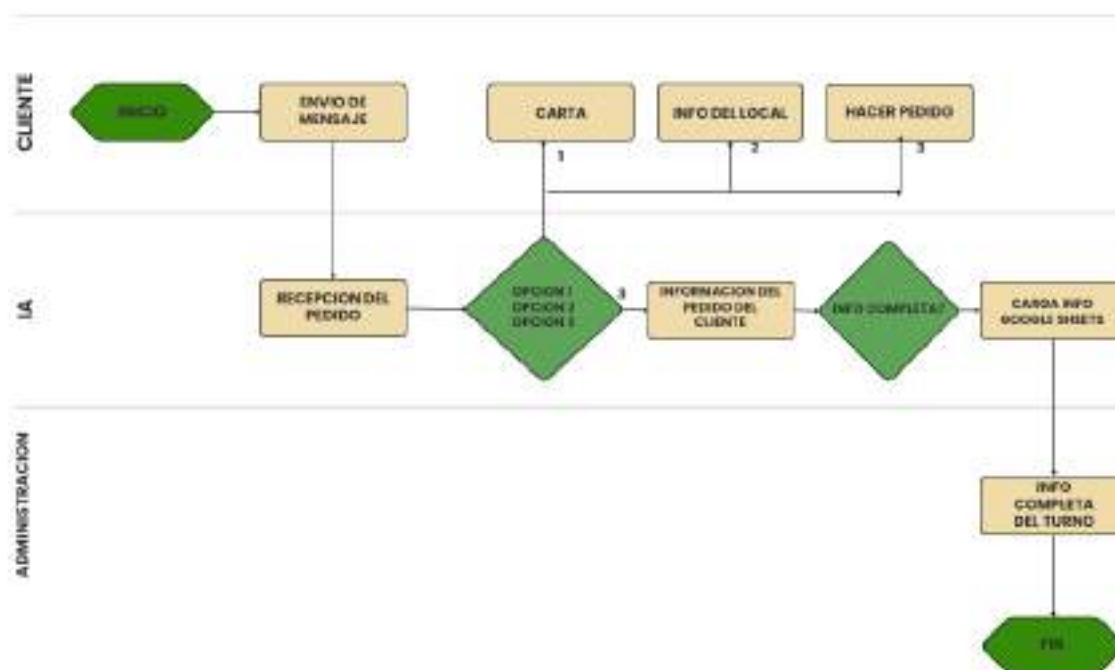 CLIENTE
INICIO
ENVIO DE
MENSAJE
CARTA
INFO DEL LOCAL
HACER PEDIDO
1
2
3
IA
RECEPCION DEL
PEDIDO
OPCION 1
OPCION 2
OPCION 3
3
INFORMACION DEL
PEDIDO DEL
CLIENTE
INFO COMPLETA?
CARGA INFO
GOOGLE SHEETS
ADMINISTRACION
INFO
COMPLETA
DEL TURNO
FIN